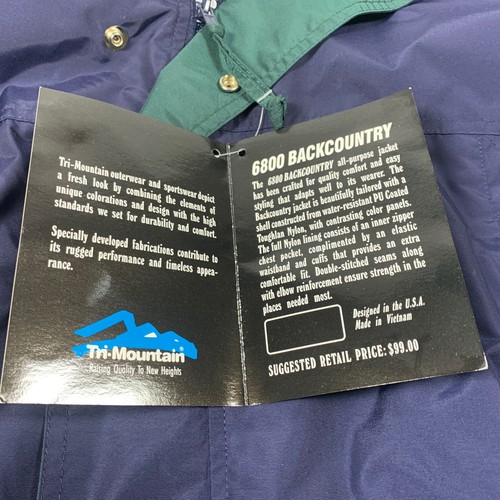 Tri-Mountain outerwear and sportswear depict
a fresh look by combining the elements of
unique colorations and design with the high
standards we set for durability and comfort.
Specially developed fabrications contribute to
its rugged performance and timeless appea-
rance.
Tri-Mountain
Raising Quality To New Heights
6800 BACKCOUNTRY
The 6800 BACKCOUNTRY all-purpose jacket
has been crafted for quality comfort and easy
styling that adapts well to its wearer. The
Backcountry jacket is beautifully tailored with a
shell constructed from water-resistant PU Coated
Toughlan Nylon, with contrasting color panels.
The full Nylon lining consists of an inner zipper
chest pocket, complimented by an elastic
waistband and cuffs that provides an extra
comfortable fit. Double-stitched seams along
with elbow reinforcement ensure strength in the
places needed most.
Designed in the U.S.A.
Made in Vietnam
SUGGESTED RETAIL PRICE: $99.00